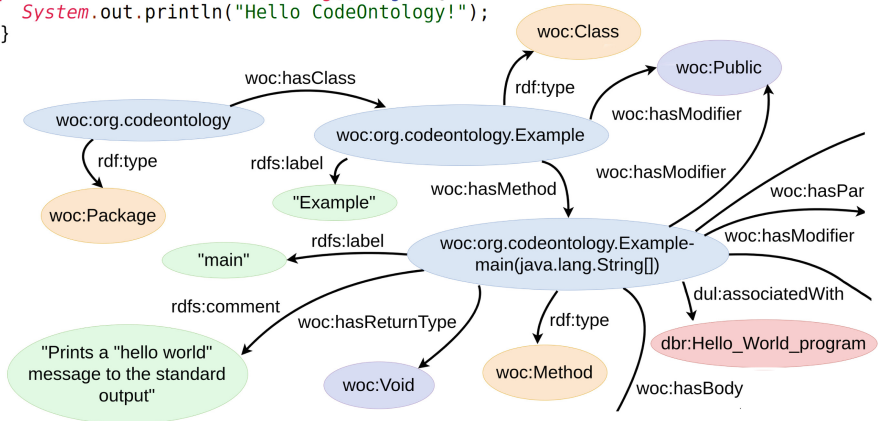 System.out.println("Hello CodeOntology!");
}
woc:Class
woc:Public
woc:hasClass
rdf:type
woc:hasModifier
woc:org.codeontology
woc:org.codeontology.Example
rdf:type
rdfs:label
woc:hasMethod
woc:hasModifier
woc:hasPar
woc:Package
"Example"
woc:hasModifier
rdfs:label
woc:org.codeontology.Example-
main(java.lang.String[])
"main"
dul:associatedWith
rdfs:comment
woc:hasReturnType
rdf:type
dbr:Hello_World_program
"Prints a "hello world"
message to the standard
output"
woc:Void
woc:Method
woc:hasBody